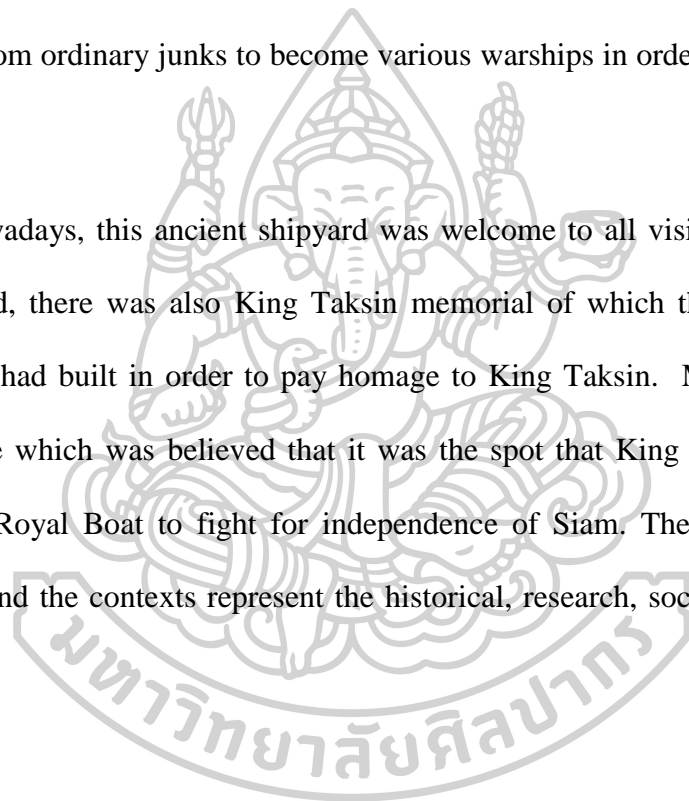 om ordinary junks to become various warships in orde
adays, this ancient shipyard was welcome to all visi
d, there was also King Taksin memorial of which th
had built in order to pay homage to King Taksin. M
e which was believed that it was the spot that King
Royal Boat to fight for independence of Siam. The
nd the contexts represent the historical, research, soc
มหาวิทยาลัยศิลปากร